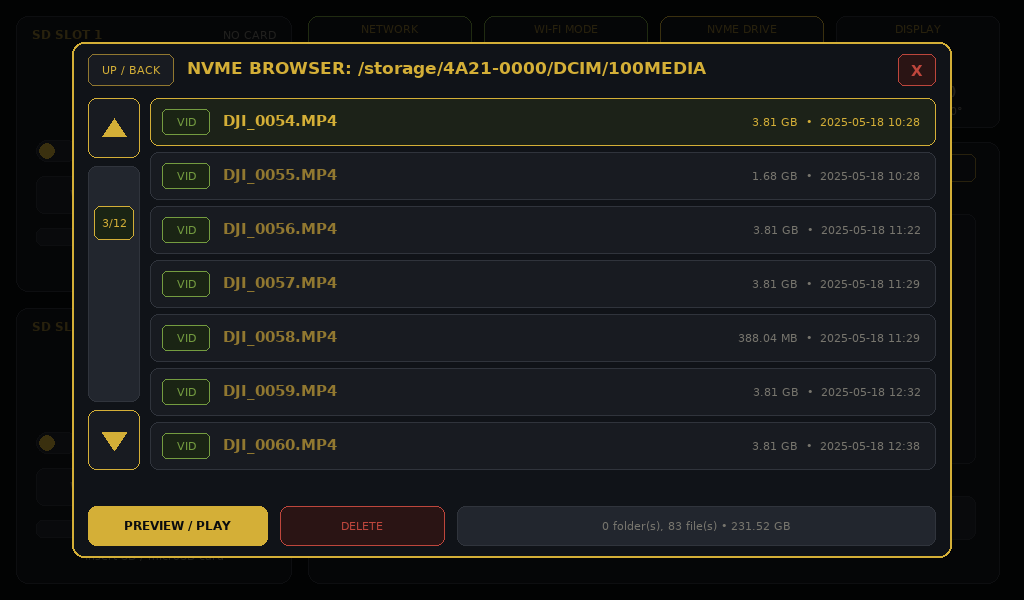 SD SLOT 1
NO CARD
NETWORK
WI-FI MODE
NVME DRIVE
DISPLAY
UP / BACK
NVME BROWSER: /storage/4A21-0000/DCIM/100MEDIA
X
VID DJI_0054.MP4 3.81 GB • 2025-05-18 10:28
VID DJI_0055.MP4 1.68 GB • 2025-05-18 10:28
3/12
VID DJI_0056.MP4 3.81 GB • 2025-05-18 11:22
VID DJI_0057.MP4 3.81 GB • 2025-05-18 11:29
SD SL
VID DJI_0058.MP4 388.04 MB • 2025-05-18 11:29
VID DJI_0059.MP4 3.81 GB • 2025-05-18 12:32
VID DJI_0060.MP4 3.81 GB • 2025-05-18 12:38
PREVIEW / PLAY
DELETE
0 folder(s), 83 file(s) • 231.52 GB